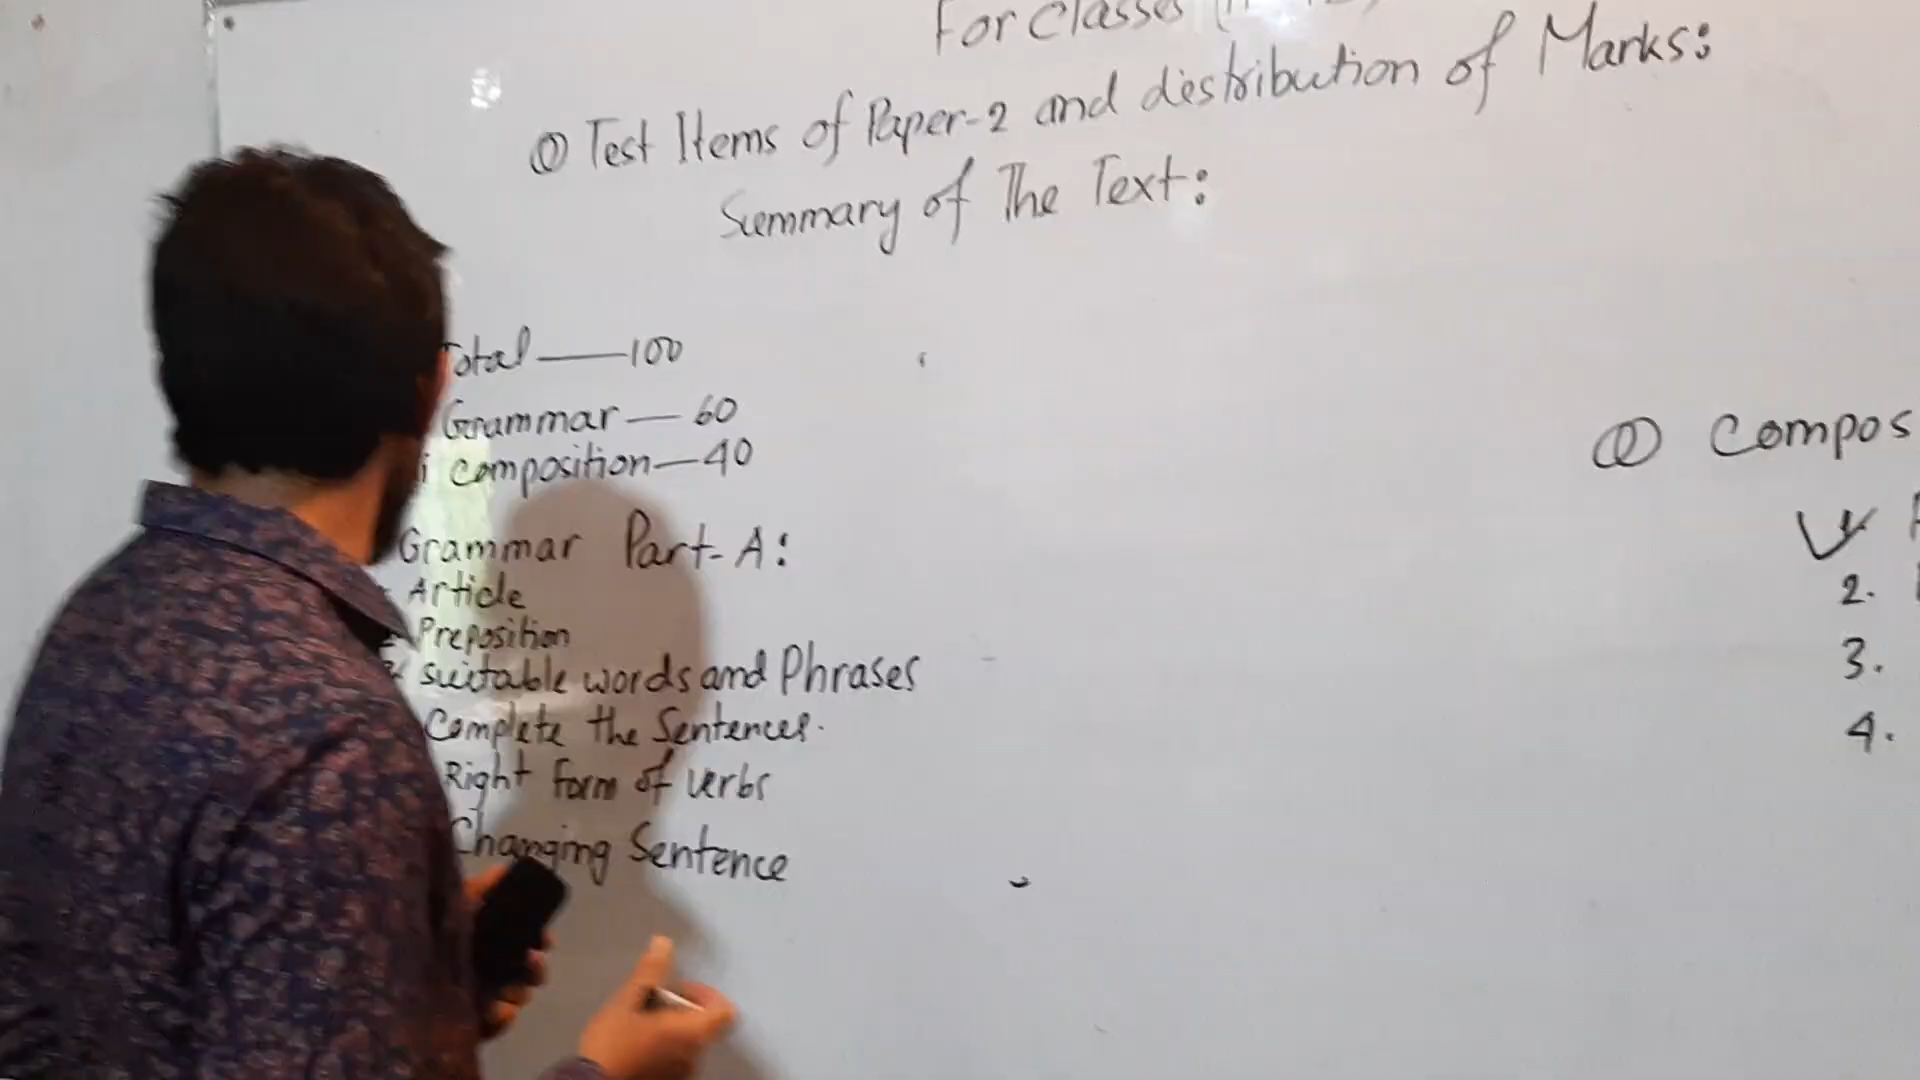 For Classes
① Test Items of Paper-2 and distribution of Marks:
Summary of The Text:
Total — 100
Grammar — 60
composition — 40
Grammar Part-A:
Article
Preposition
suitable words and Phrases
Complete the Sentences.
Right form of verbs
Changing Sentence
Compos
2.
3.
4.